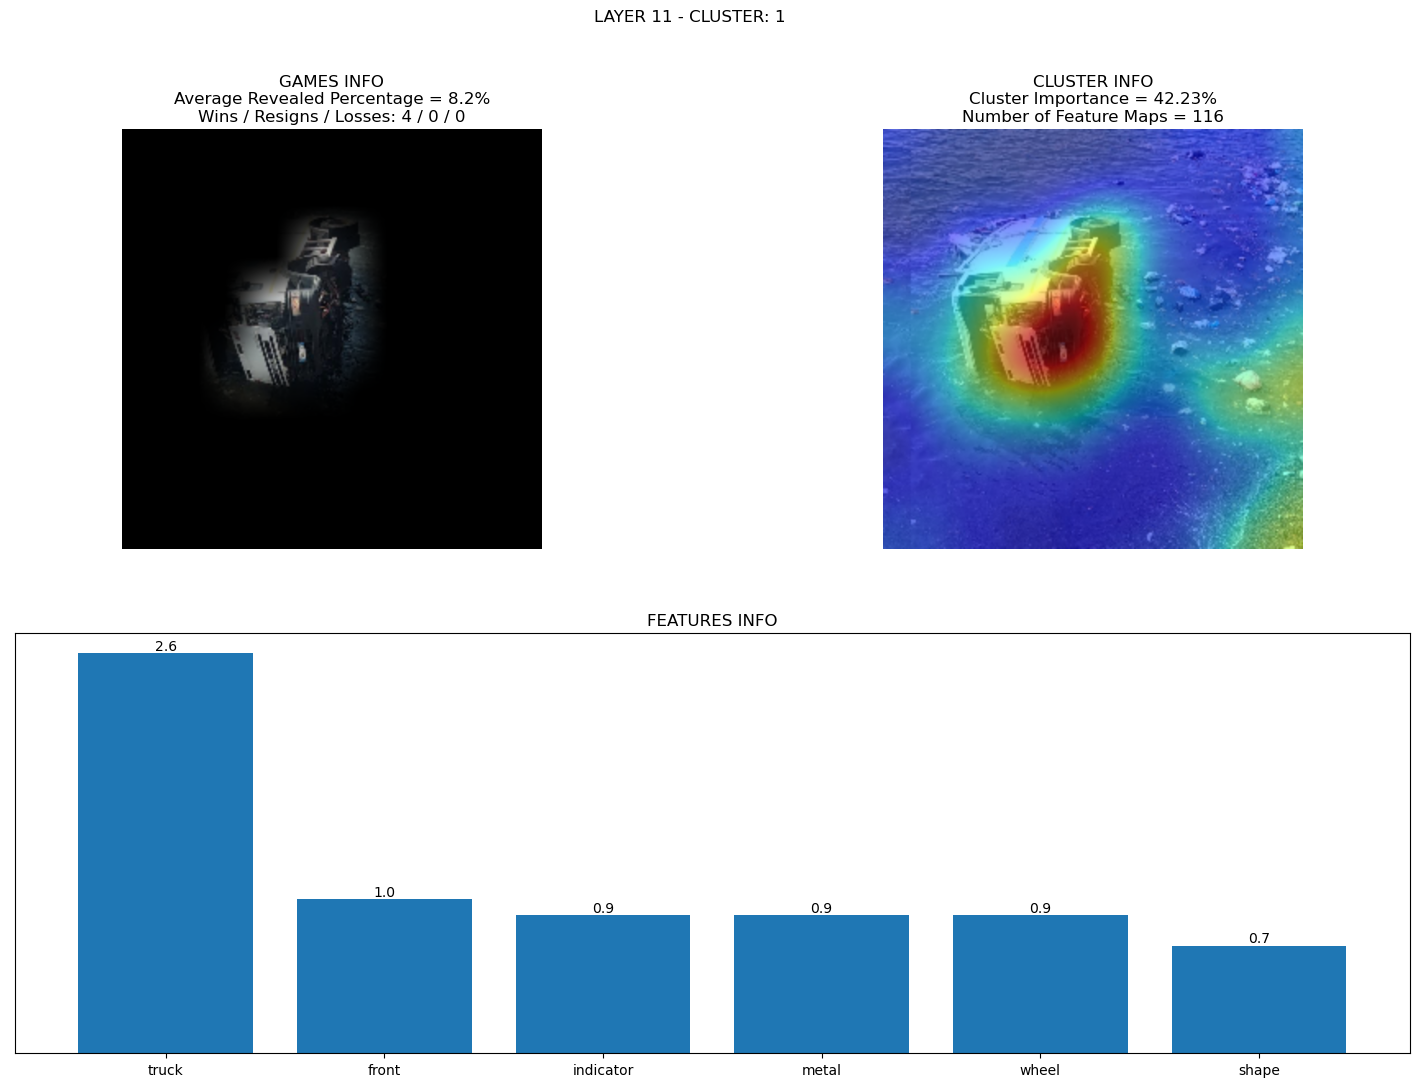 LAYER 11 - CLUSTER: 1
GAMES INFO
Average Revealed Percentage = 8.2%
Wins / Resigns / Losses: 4 / 0 / 0
CLUSTER INFO
Cluster Importance = 42.23%
Number of Feature Maps = 116
FEATURES INFO
2.6
1.0
0.9
0.9
0.9
0.7
truck
front
indicator
metal
wheel
shape